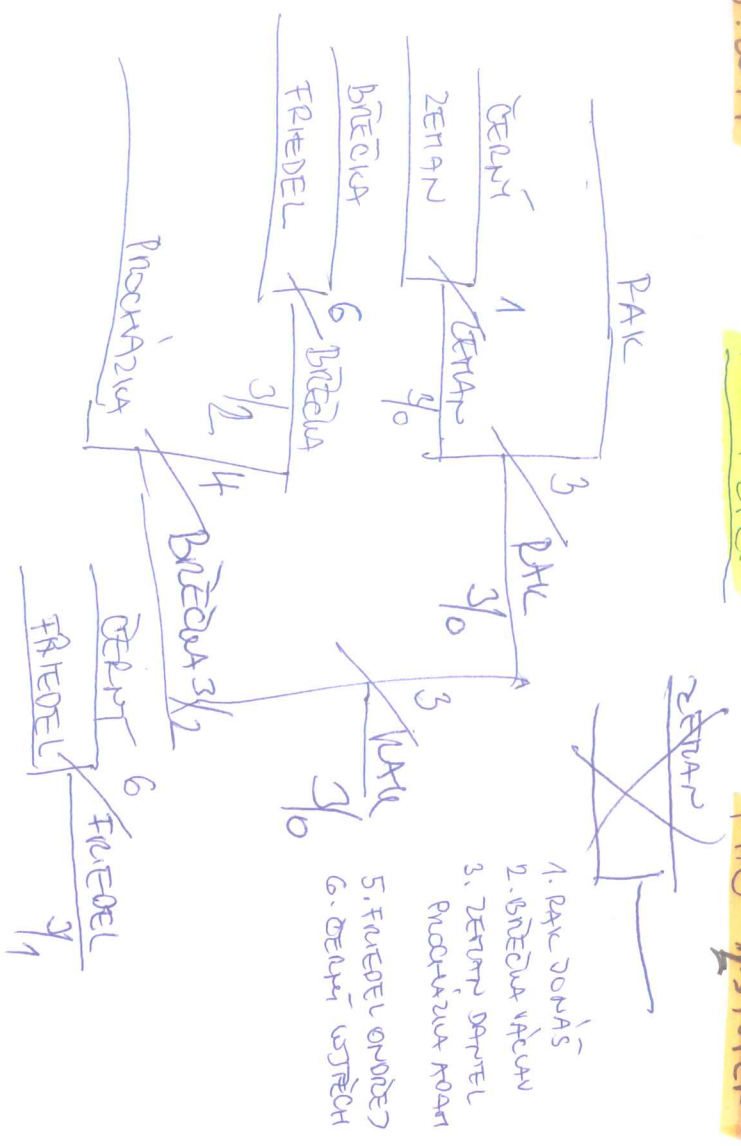 RAK
ČERNÝ
ZEMAN
BŘEČKA
FRIEDEL
PROCHÁZKA
1
ZEMAN
3/0
6
BŘEČKA
3/2
3
RAK
3/0
4
BŘEČKA 3/2
3
RAK
3/0
ČERNÝ
FRIEDEL
6
FRIEDEL
3/1
ZEMAN
1. RAK JONÁŠ
2. BŘEČKA VÁCLAV
3. ZEMAN DANIEL
PROCHÁZKA ADAM
5. FRIEDEL ONDŘEJ
6. ČERNÝ VOJTĚCH